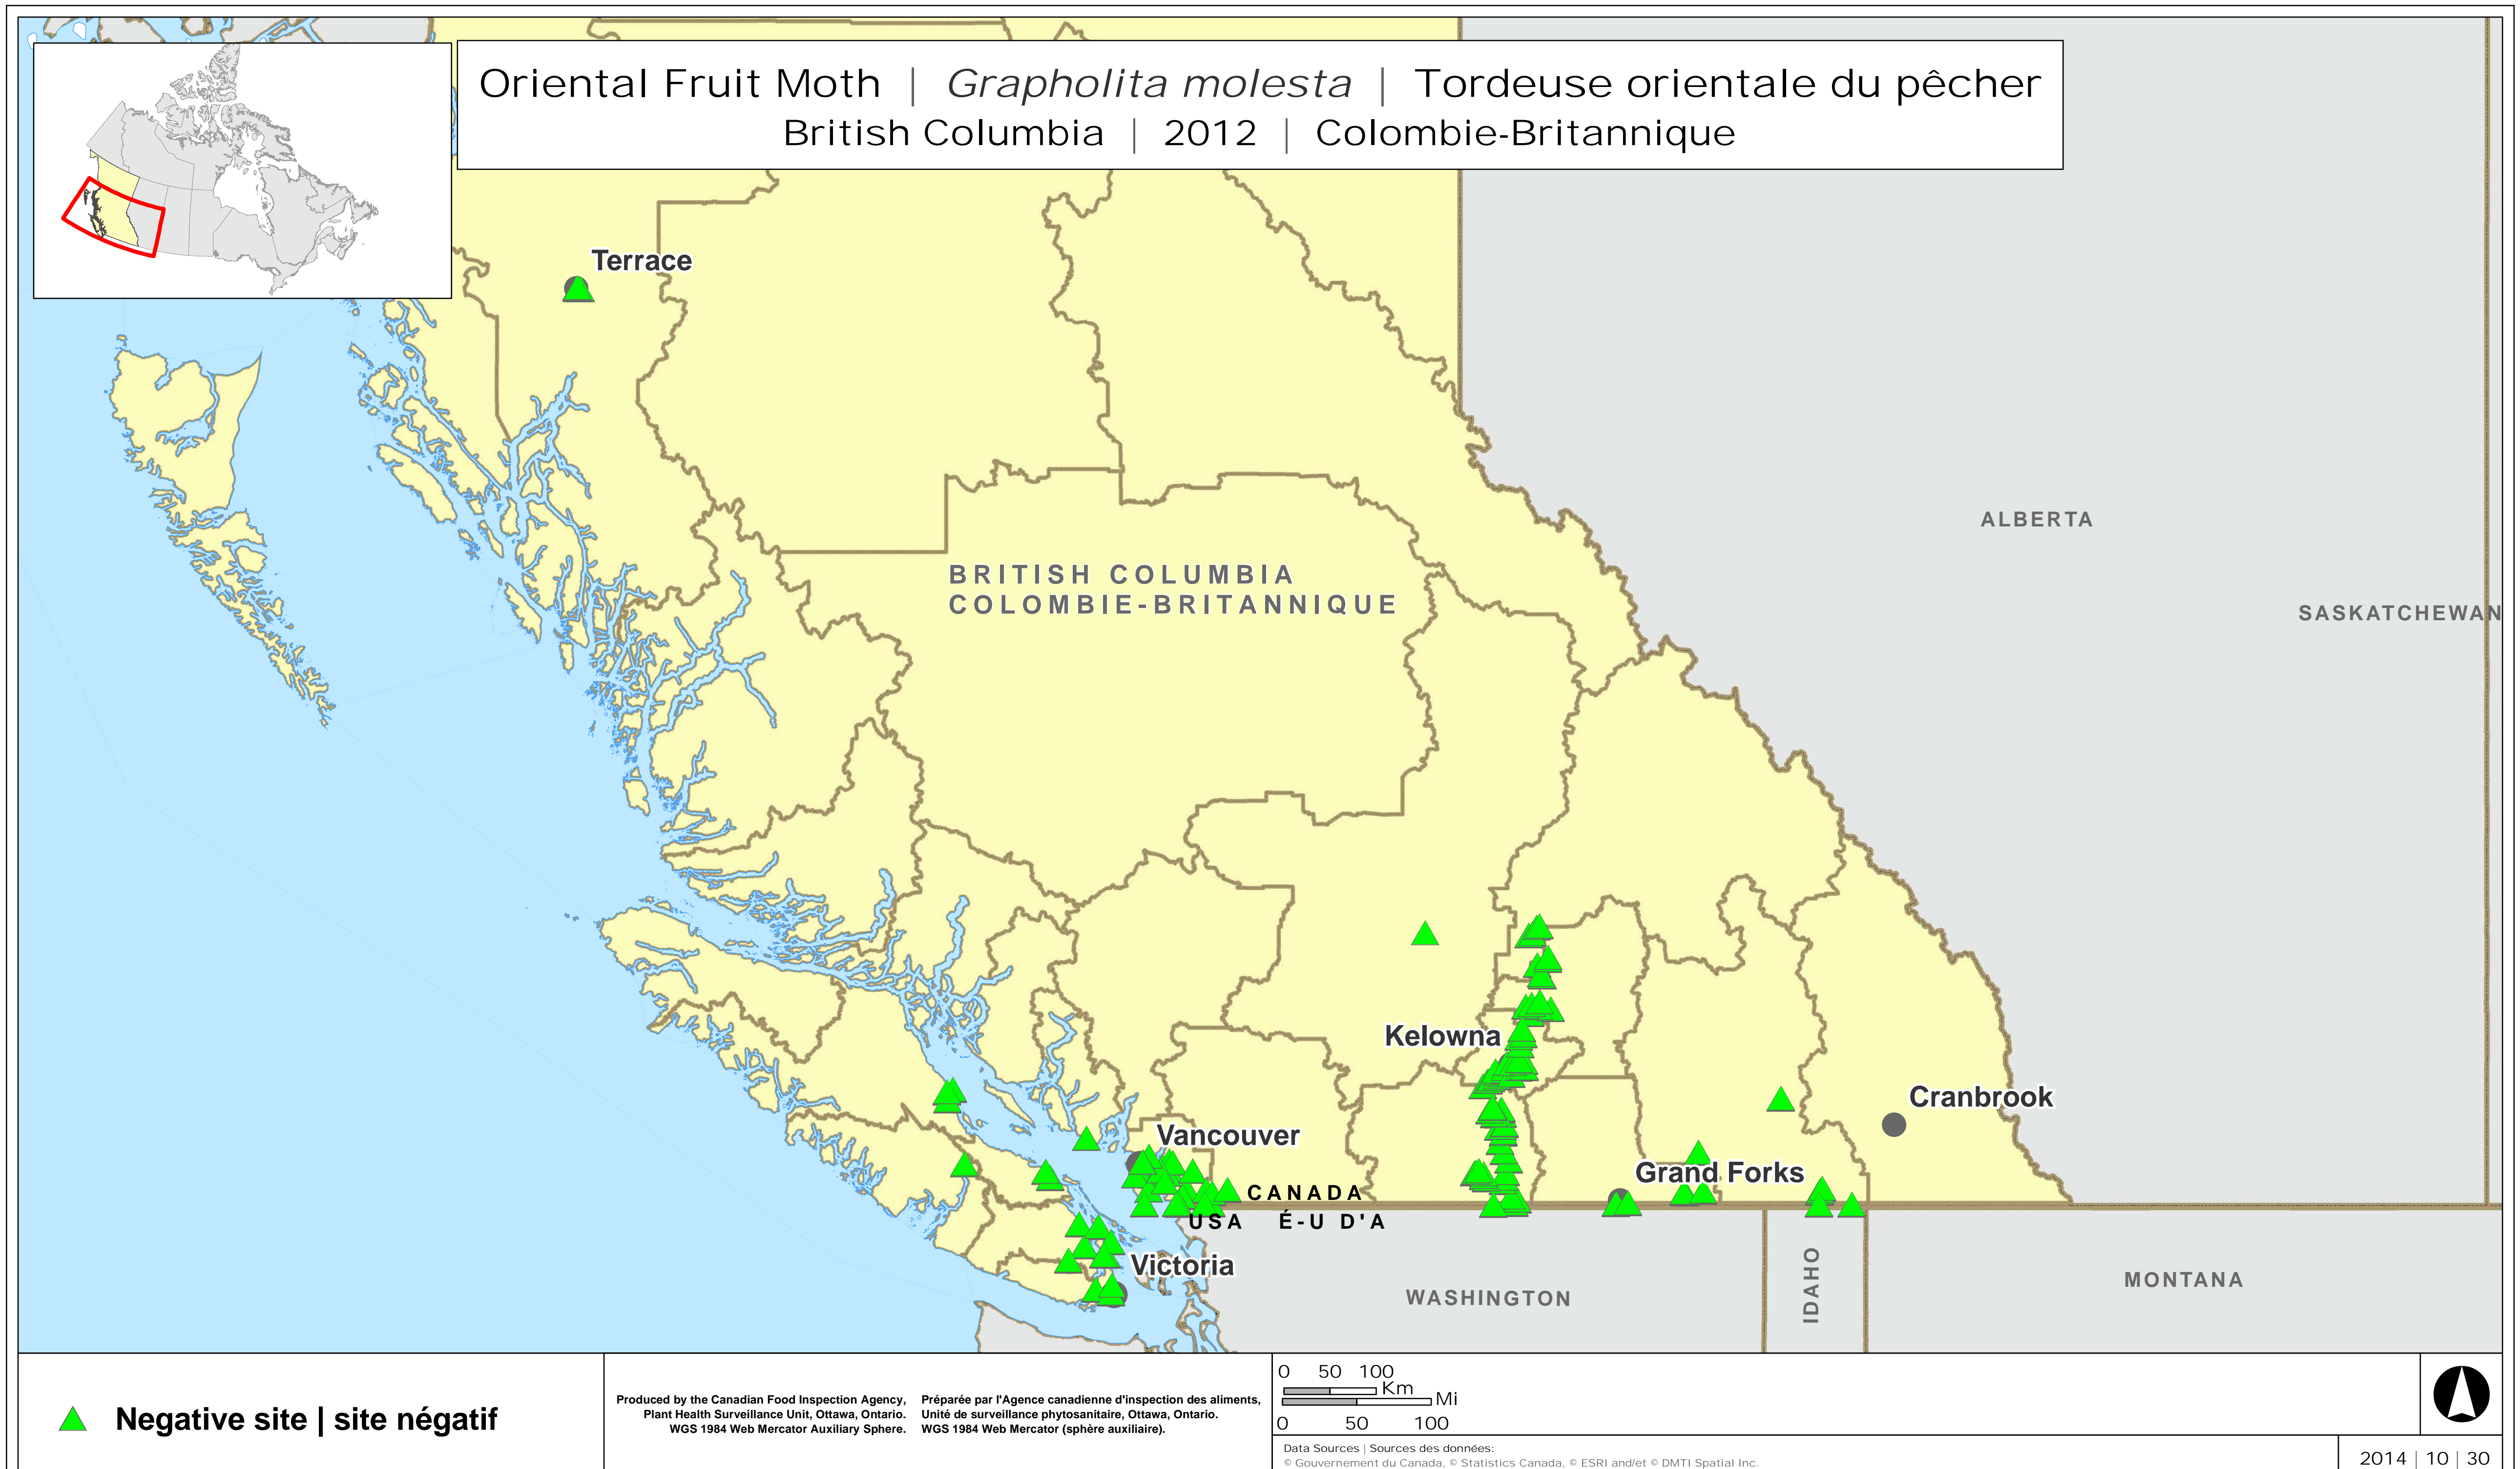 Oriental Fruit Moth | Grapholita molesta | Tordeuse orientale du pêcher
British Columbia | 2012 | Colombie-Britannique
Terrace
ALBERTA
BRITISH COLUMBIA
COLOMBIE-BRITANNIQUE
SASKATCHEWAN
Kelowna
Cranbrook
Vancouver
Grand Forks
CANADA
USA É-U D'A
Victoria
IDAHO
MONTANA
WASHINGTON
Negative site | site négatif
Produced by the Canadian Food Inspection Agency,
Plant Health Surveillance Unit, Ottawa, Ontario.
WGS 1984 Web Mercator Auxiliary Sphere.
Préparée par l'Agence canadienne d'inspection des aliments,
Unité de surveillance phytosanitaire, Ottawa, Ontario.
WGS 1984 Web Mercator (sphère auxiliaire).
0 50 100
Km
Mi
0 50 100
Data Sources | Sources des données:
© Gouvernement du Canada, © Statistics Canada, © ESRI and/et © DMTI Spatial Inc.
2014 | 10 | 30